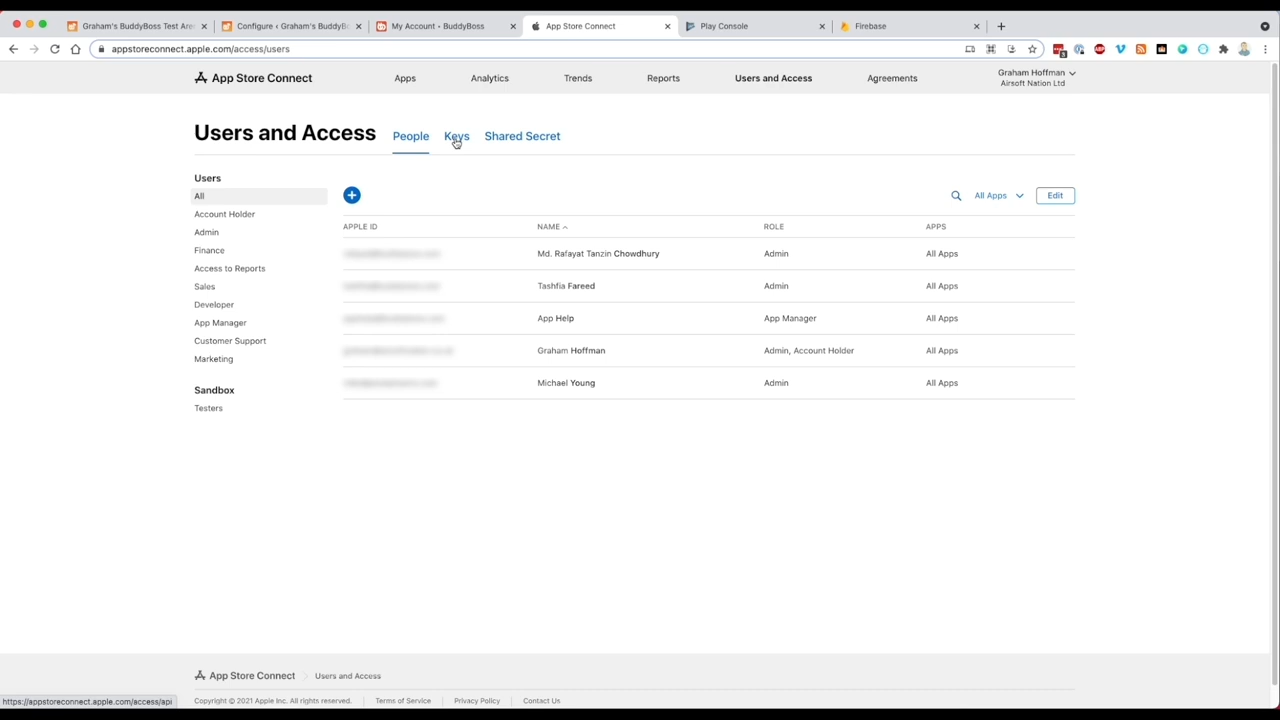 Graham's BuddyBoss Test Are
Configure ‹ Graham's BuddyBo
My Account - BuddyBoss
App Store Connect
Play Console
Firebase
appstoreconnect.apple.com/access/users
App Store Connect
Apps
Analytics
Trends
Reports
Users and Access
Agreements
Graham Hoffman
Airsoft Nation Ltd
Users and Access
People
Keys
Shared Secret
Users
All
Account Holder
Admin
Finance
Access to Reports
Sales
Developer
App Manager
Customer Support
Marketing
Sandbox
Testers
All Apps
Edit
APPLE ID NAME ROLE APPS
Md. Rafayat Tanzin Chowdhury Admin All Apps
Tashfia Fareed Admin All Apps
App Help App Manager All Apps
Graham Hoffman Admin, Account Holder All Apps
Michael Young Admin All Apps
App Store Connect Users and Access
https://appstoreconnect.apple.com/access/api
Copyright © 2021 Apple Inc. All rights reserved. Terms of Service Privacy Policy Contact Us